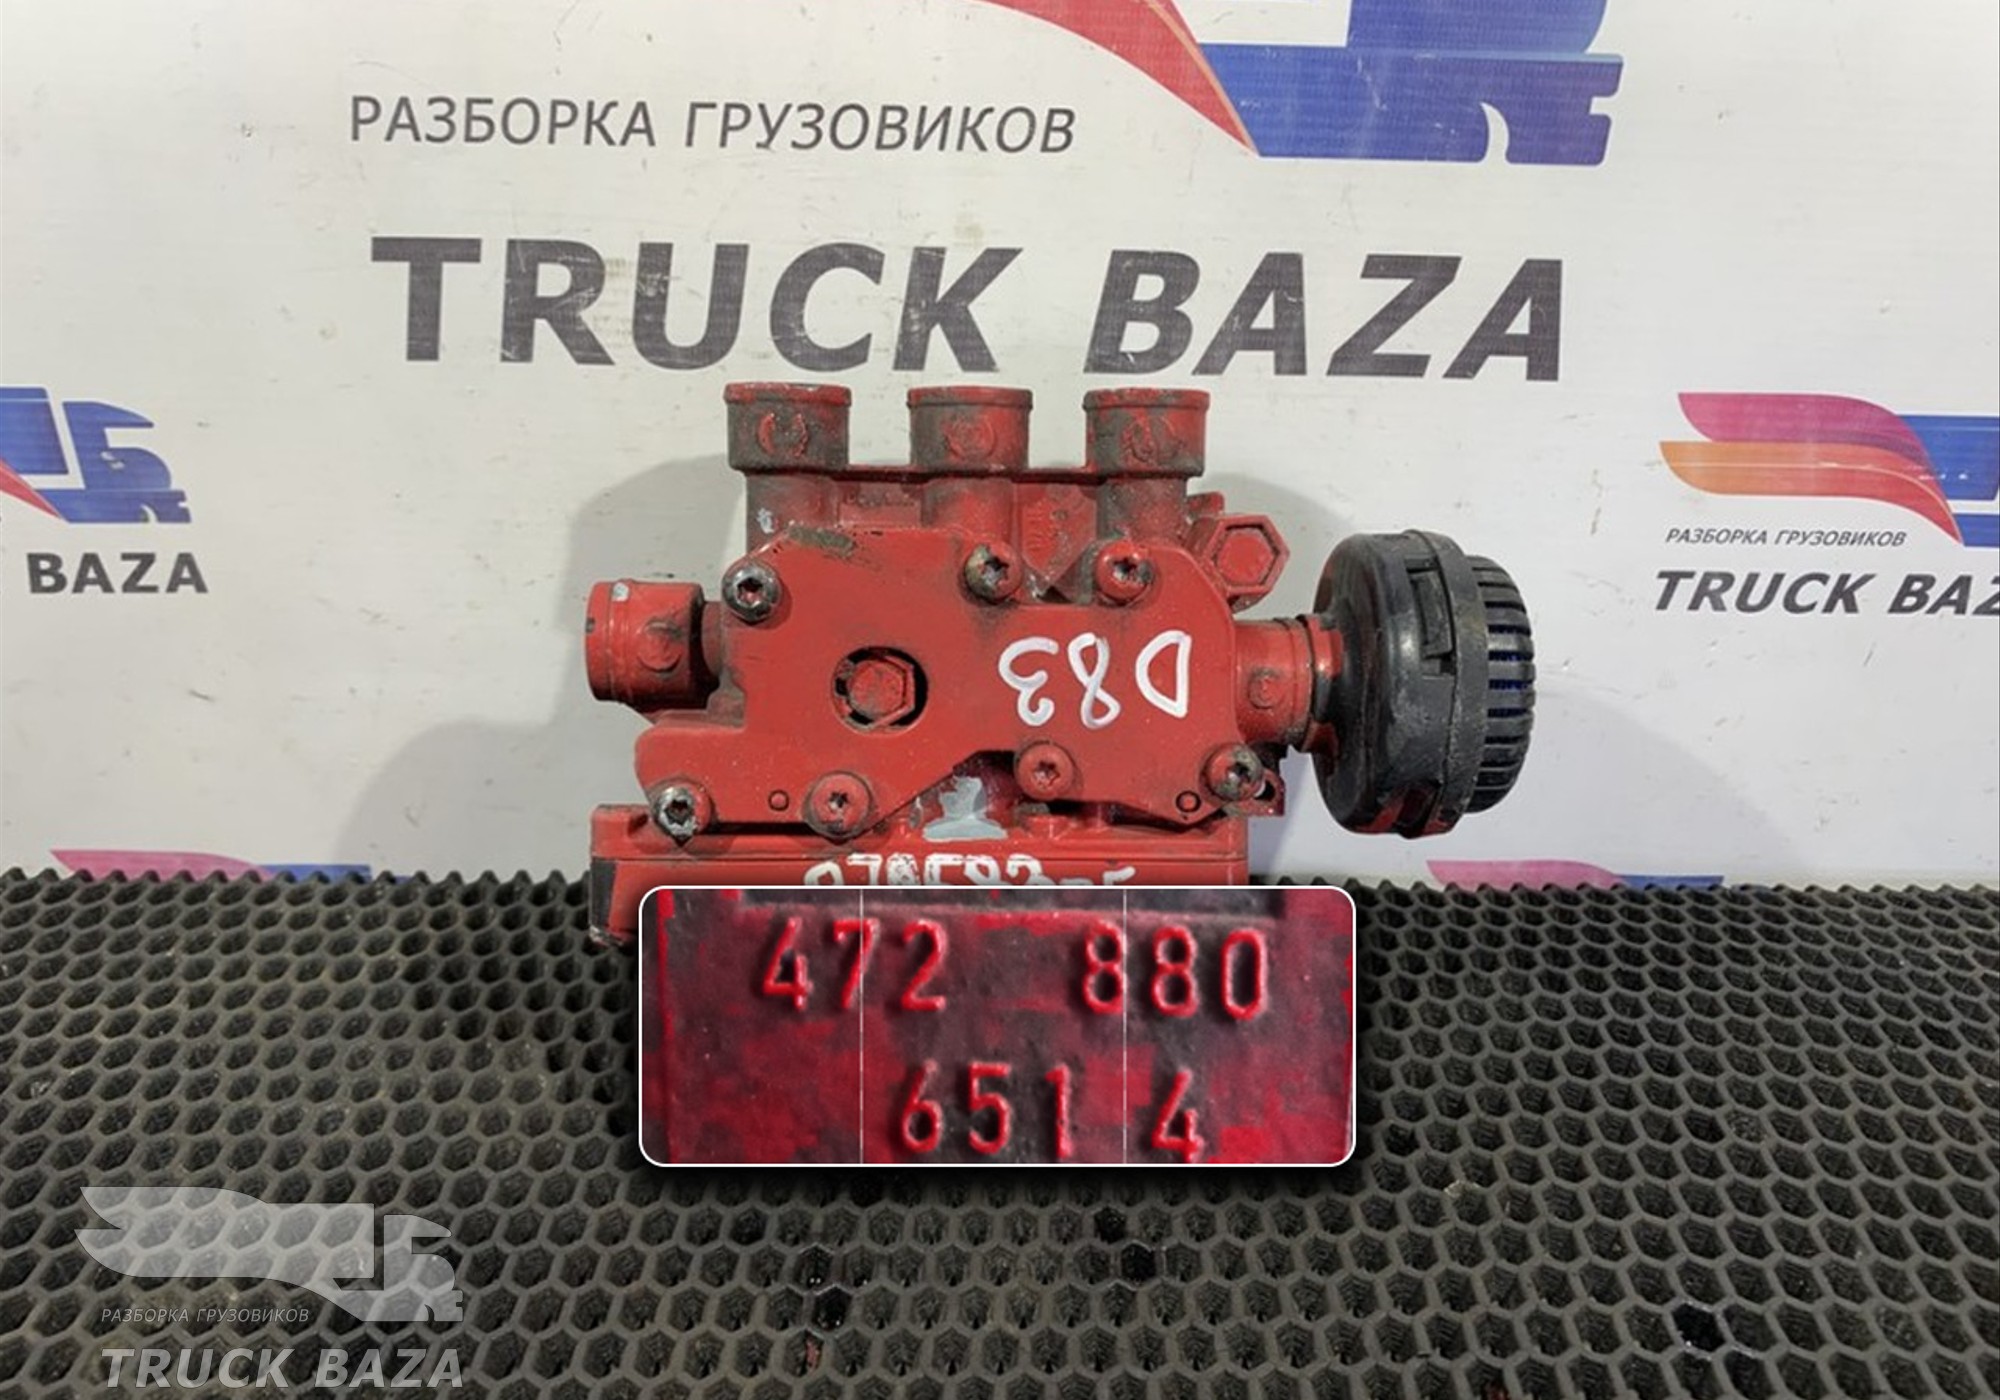 РАЗБОРКА ГРУЗОВИКОВ
TRUCK BAZA
BAZA
РАЗБОРКА ГРУЗОВИКОВ
TRUCK BAZ
D83
472 880
651 4
РАЗБОРКА ГРУЗОВИКОВ
TRUCK BAZA